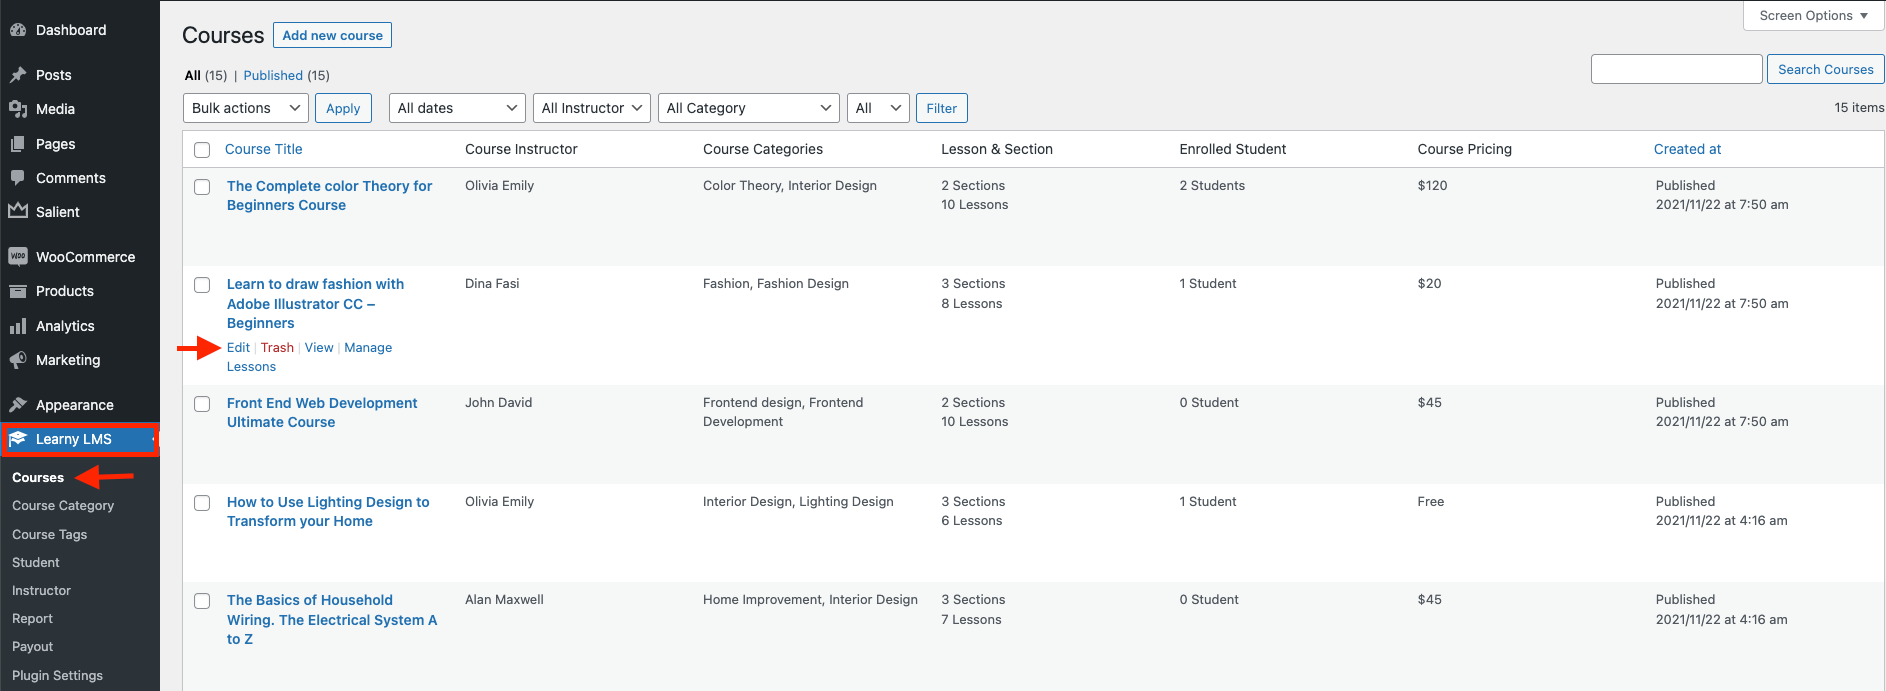 Dashboard
Posts
Media
Pages
Comments
Salient
Woo WooCommerce
Products
Analytics
Marketing
Appearance
Learny LMS
Courses
Course Category
Course Tags
Student
Instructor
Report
Payout
Plugin Settings
Screen Options
Courses Add new course
All (15) | Published (15)
Search Courses
Bulk actions Apply All dates All Instructor All Category All Filter 15 items
Course Title Course Instructor Course Categories Lesson & Section Enrolled Student Course Pricing Created at
The Complete color Theory for Olivia Emily Color Theory, Interior Design 2 Sections 2 Students $120 Published
Beginners Course 10 Lessons 2021/11/22 at 7:50 am
Learn to draw fashion with Dina Fasi Fashion, Fashion Design 3 Sections 1 Student $20 Published
Adobe Illustrator CC – 8 Lessons 2021/11/22 at 7:50 am
Beginners
Edit | Trash | View | Manage
Lessons
Front End Web Development John David Frontend design, Frontend 2 Sections 0 Student $45 Published
Ultimate Course Development 10 Lessons 2021/11/22 at 7:50 am
How to Use Lighting Design to Olivia Emily Interior Design, Lighting Design 3 Sections 1 Student Free Published
Transform your Home 6 Lessons 2021/11/22 at 4:16 am
The Basics of Household Alan Maxwell Home Improvement, Interior Design 3 Sections 0 Student $45 Published
Wiring. The Electrical System A 7 Lessons 2021/11/22 at 4:16 am
to Z